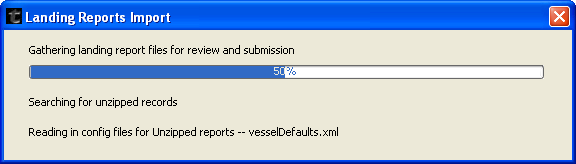 Landing Reports Import
Gathering landing report files for review and submission
50%
Searching for unzipped records
Reading in config files for Unzipped reports -- vesselDefaults.xml